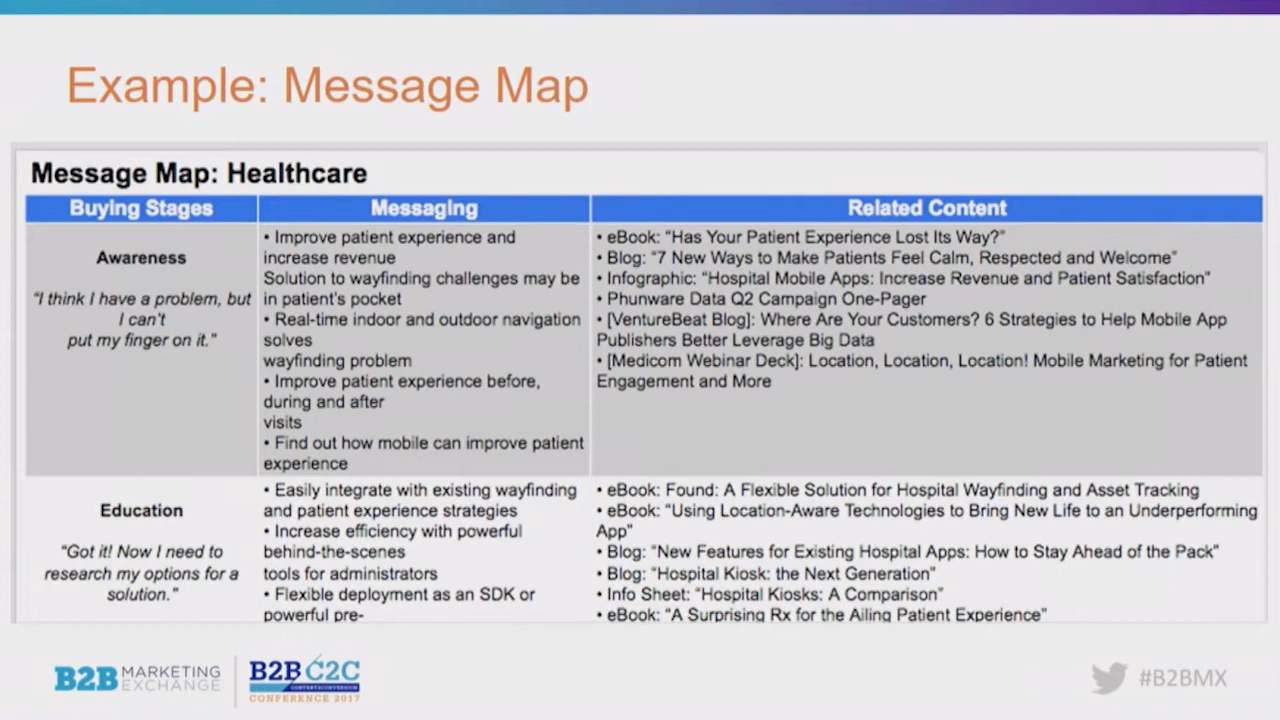 Example: Message Map
Message Map: Healthcare
Buying Stages
Messaging
Related Content
Awareness
“I think I have a problem, but
I can’t
put my finger on it.”
• Improve patient experience and
increase revenue
Solution to wayfinding challenges may be
in patient’s pocket
• Real-time indoor and outdoor navigation
solves
wayfinding problem
• Improve patient experience before,
during and after
visits
• Find out how mobile can improve patient
experience
• eBook: “Has Your Patient Experience Lost Its Way?”
• Blog: “7 New Ways to Make Patients Feel Calm, Respected and Welcome”
• Infographic: “Hospital Mobile Apps: Increase Revenue and Patient Satisfaction”
• Phunware Data Q2 Campaign One-Pager
• [VentureBeat Blog]: Where Are Your Customers? 6 Strategies to Help Mobile App
Publishers Better Leverage Big Data
• [Medicom Webinar Deck]: Location, Location, Location! Mobile Marketing for Patient
Engagement and More
Education
“Got it! Now I need to
research my options for a
solution.”
• Easily integrate with existing wayfinding
and patient experience strategies
• Increase efficiency with powerful
behind-the-scenes
tools for administrators
• Flexible deployment as an SDK or
powerful pre-
• eBook: Found: A Flexible Solution for Hospital Wayfinding and Asset Tracking
• eBook: “Using Location-Aware Technologies to Bring New Life to an Underperforming
App”
• Blog: “New Features for Existing Hospital Apps: How to Stay Ahead of the Pack”
• Blog: “Hospital Kiosk: the Next Generation”
• Info Sheet: “Hospital Kiosks: A Comparison”
• eBook: “A Surprising Rx for the Ailing Patient Experience”
B2B MARKETING
EXCHANGE
B2B C2C
CONTENT2CONVERSION
CONFERENCE 2017
#B2BMX